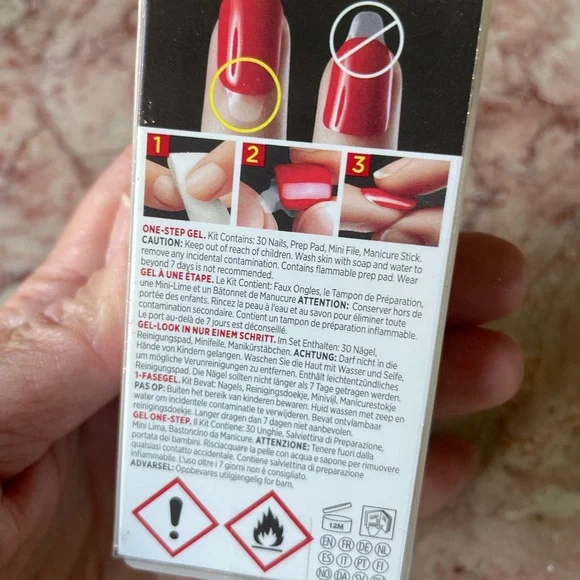 1 2 3
ONE-STEP GEL. Kit Contains: 30 Nails, Prep Pad, Mini File, Manicure Stick.
CAUTION: Keep out of reach of children. Wash skin with soap and water to
remove any incidental contamination. Contains flammable prep pad. Wear
beyond 7 days is not recommended.
GEL À UNE ÉTAPE. Le Kit Contient: Faux Ongles, le Tampon de Préparation,
une Mini-Lime et un Bâtonnet de Manucure ATTENTION: Conserver hors de
portée des enfants. Rincez la peau à l'eau et au savon pour éliminer toute
contamination secondaire. Contient un tampon de préparation inflammable.
Le port au-delà de 7 jours est déconseillé.
GEL-LOOK IN NUR EINEM SCHRITT. Im Set Enthalten: 30 Nägel,
Reinigungspad, Minifeile, Manikürstäbchen. ACHTUNG: Darf nicht in die
Hände von Kindern gelangen. Waschen Sie die Haut mit Wasser und Seife,
um mögliche Verunreinigungen zu entfernen. Enthält leichtentzündliches
Reinigungspad. Die Nägel sollten nicht länger als 7 Tage getragen werden.
1-FASEGEL. Kit Bevat: Nagels, Reinigingsdoekje, Minivijl, Manicurestokje
PAS OP: Buiten het bereik van kinderen bewaren. Huid wassen met zeep en
water om incidentele contaminatie te verwijderen. Bevat ontvlambaar
reinigingsdoekje. Langer dragen dan 7 dagen niet aanbevolen.
GEL ONE-STEP. Il Kit Contiene: 30 Unghie, Salviettina di Preparazione,
Mini Lima, Bastoncino da Manicure. ATTENZIONE: Tenere fuori dalla
portata dei bambini. Risciacquare la pelle con acqua e sapone per rimuovere
qualsiasi contatto accidentale. Contiene salviettina di preparazione
infiammabile. L'uso oltre i 7 giorni non è consigliato.
ADVARSEL: Oppbevares utilgjengelig for barn.
12M
EN FR DE NL
IT ES PT FI
NO DA SV